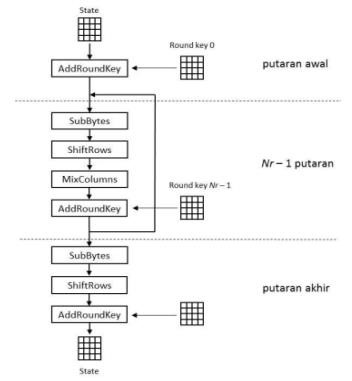 State
Round key 0
AddRoundKey
putaran awal
SubBytes
ShiftRows
MixColumns
Nr – 1 putaran
Round key Nr – 1
AddRoundKey
SubBytes
ShiftRows
putaran akhir
AddRoundKey
State